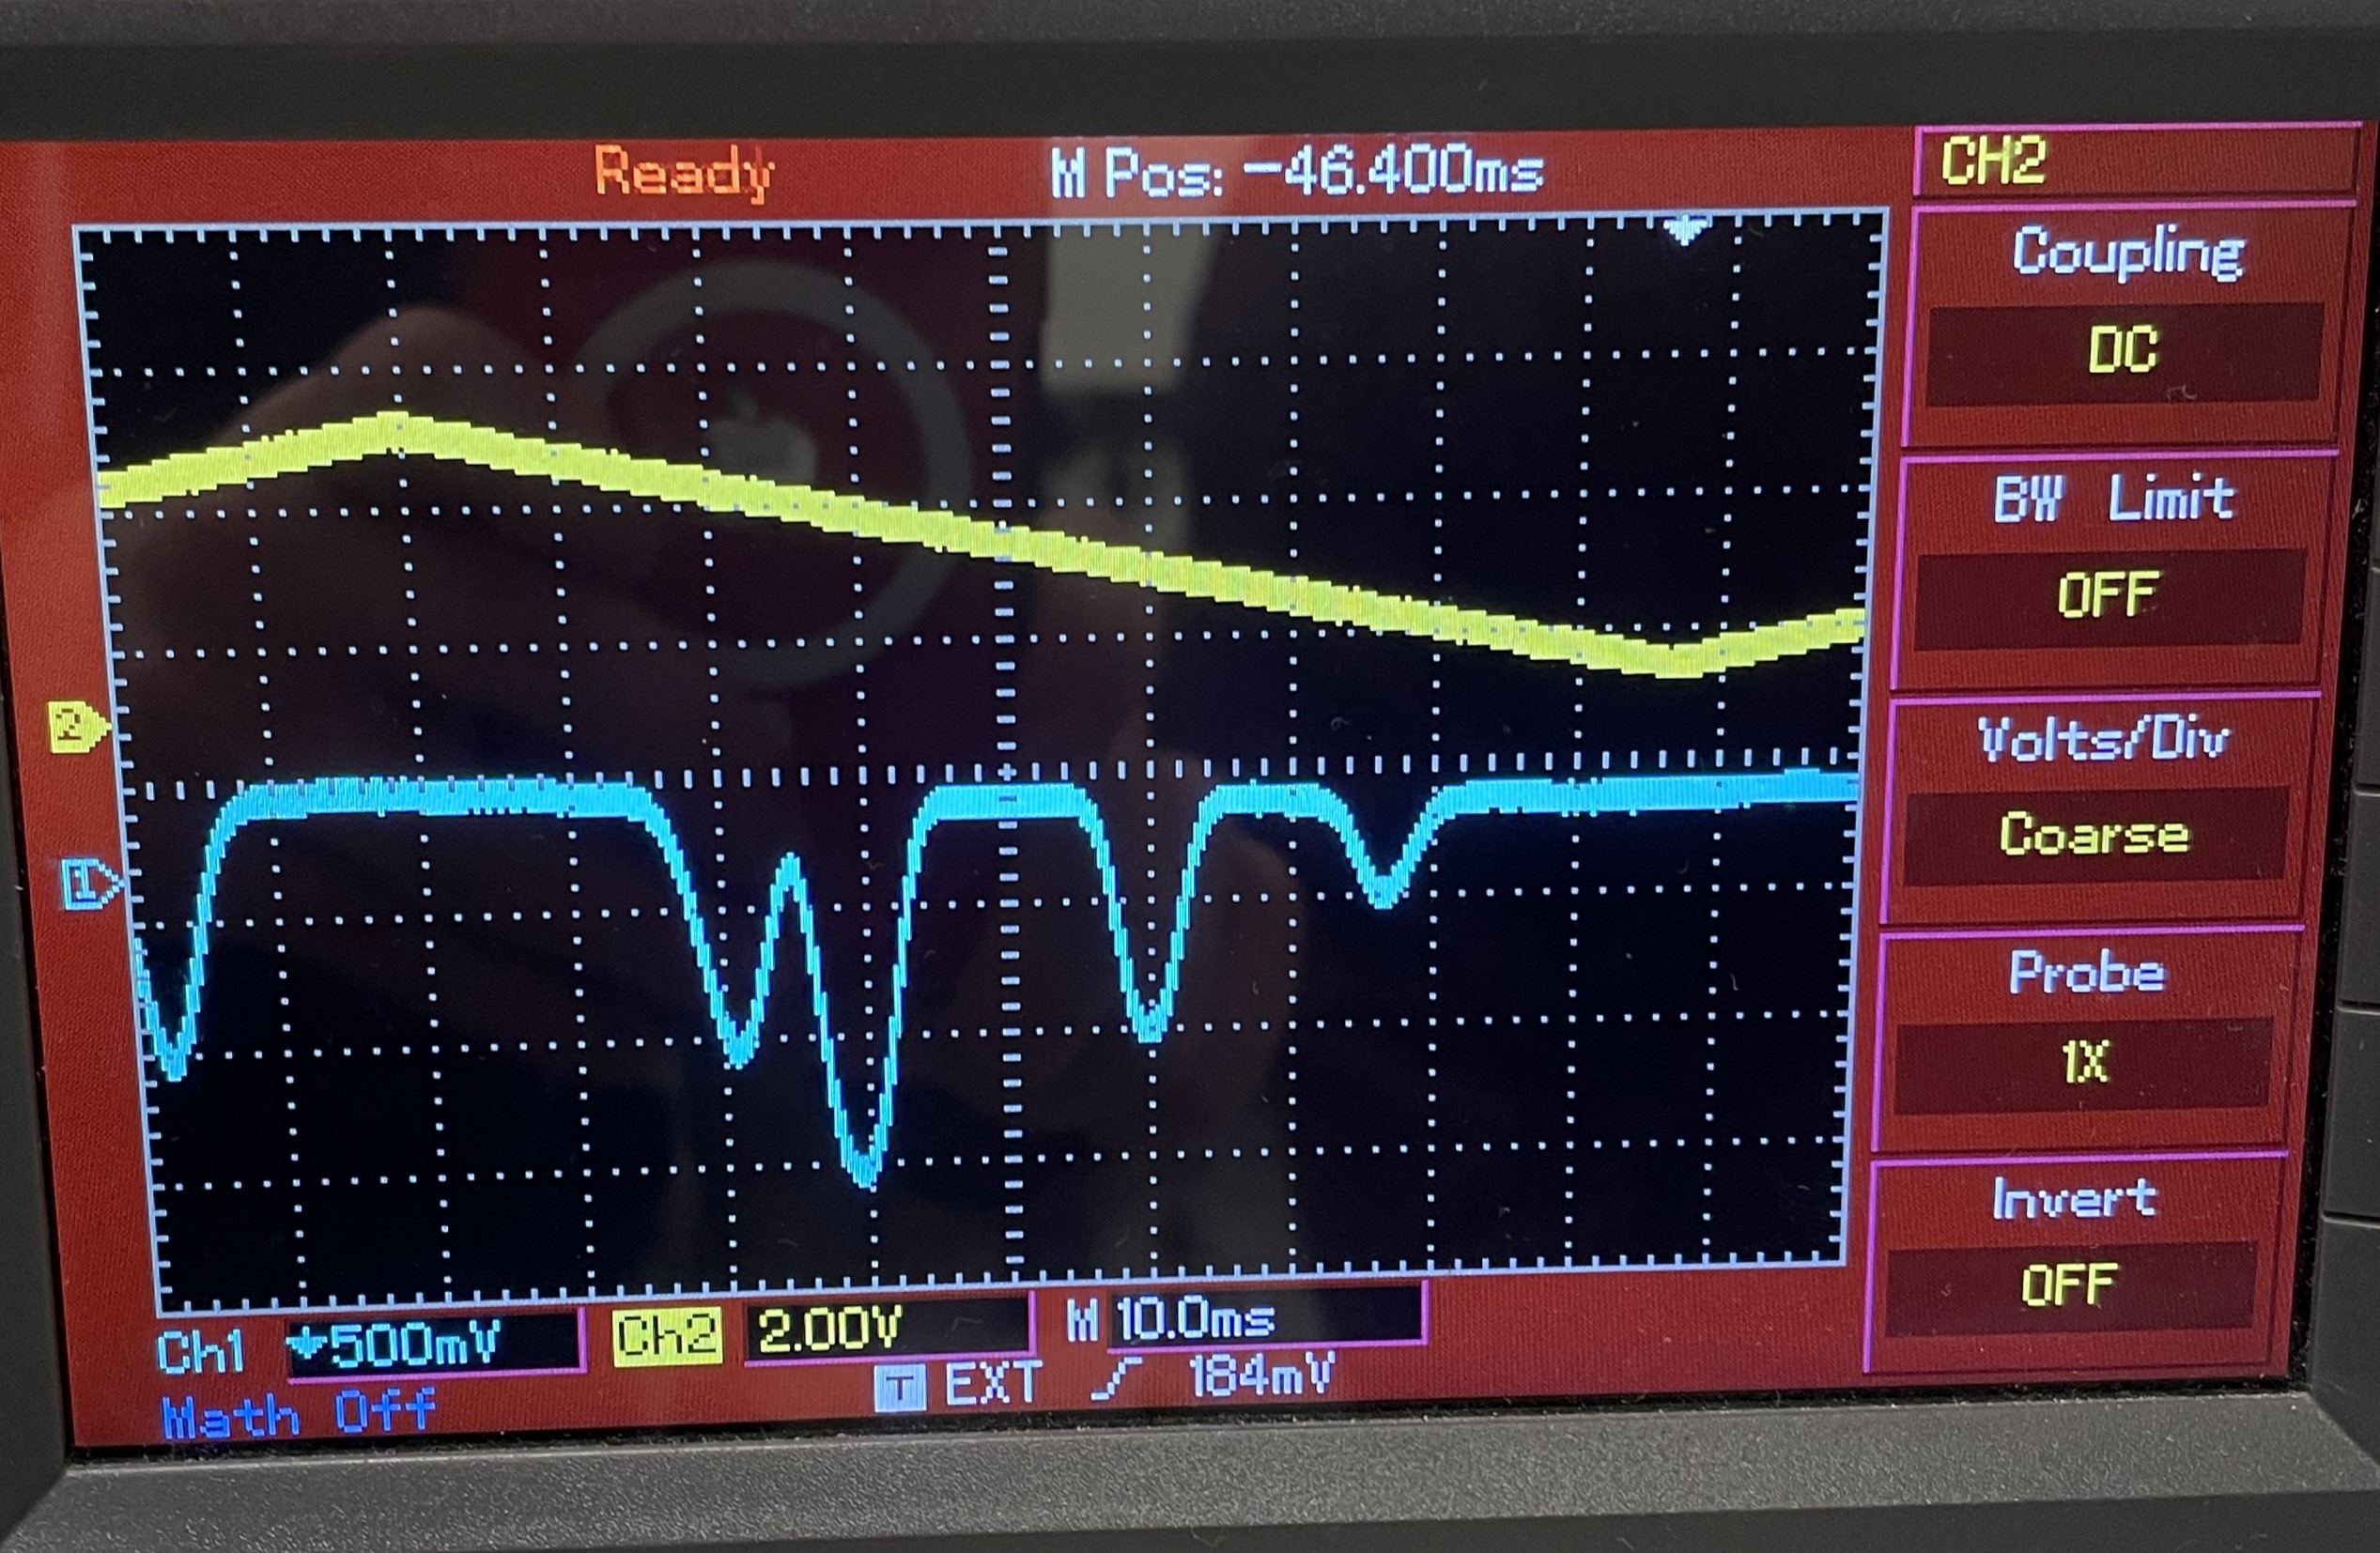 Ready M Pos: -46.400ms
CH2
Coupling
DC
BW Limit
OFF
Volts/Div
Coarse
Probe
1X
Invert
OFF
2
1
Ch1 500mV Ch2 2.00V M 10.0ms
T EXT 184mV
Math Off